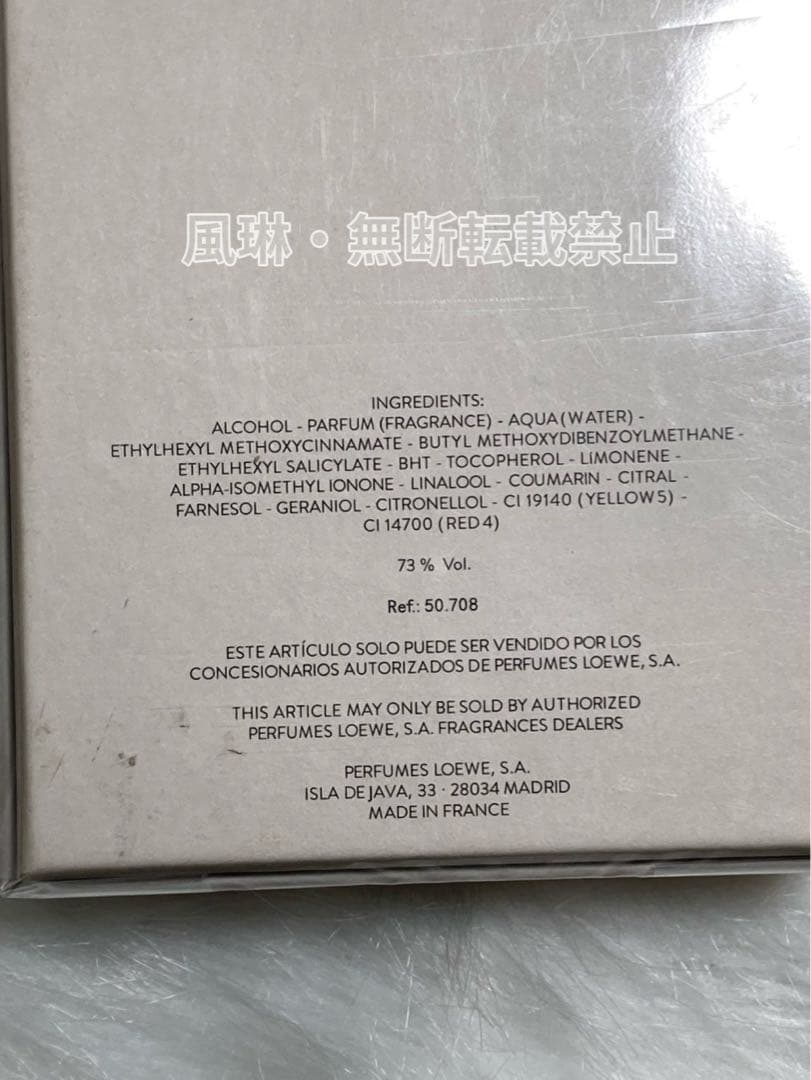 風琳・無断転載禁止
INGREDIENTS:
ALCOHOL - PARFUM (FRAGRANCE) - AQUA (WATER) -
ETHYLHEXYL METHOXYCINNAMATE - BUTYL METHOXYDIBENZOYLMETHANE -
ETHYLHEXYL SALICYLATE - BHT - TOCOPHEROL - LIMONENE -
ALPHA-ISOMETHYL IONONE - LINALOOL - COUMARIN - CITRAL -
FARNESOL - GERANIOL - CITRONELLOL - CI 19140 (YELLOW 5) -
CI 14700 (RED 4)
73 % Vol.
Ref.: 50.708
ESTE ARTÍCULO SOLO PUEDE SER VENDIDO POR LOS
CONCESIONARIOS AUTORIZADOS DE PERFUMES LOEWE, S.A.
THIS ARTICLE MAY ONLY BE SOLD BY AUTHORIZED
PERFUMES LOEWE, S.A. FRAGRANCES DEALERS
PERFUMES LOEWE, S.A.
ISLA DE JAVA, 33 · 28034 MADRID
MADE IN FRANCE